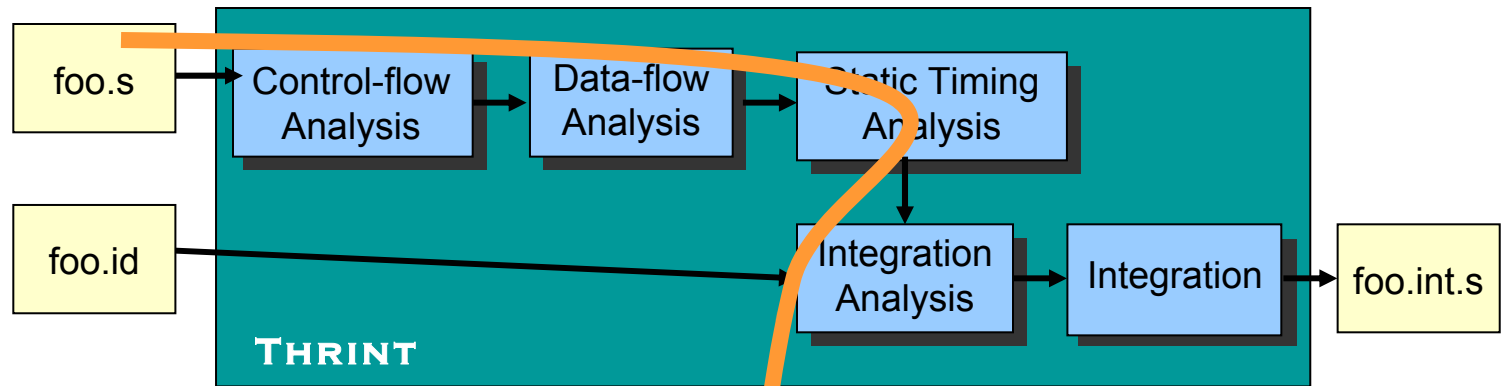 foo.s
Control-flow
Analysis
Data-flow
Analysis
Static Timing
Analysis
foo.id
Integration
Analysis
Integration
foo.int.s
THRINT